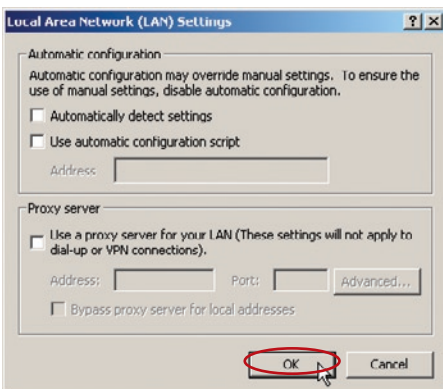 Local Area Network (LAN) Settings
Automatic configuration
Automatic configuration may override manual settings. To ensure the
use of manual settings, disable automatic configuration.
Automatically detect settings
Use automatic configuration script
Address
Proxy server
Use a proxy server for your LAN (These settings will not apply to
dial-up or VPN connections).
Address: Port: Advanced...
Bypass proxy server for local addresses
OK Cancel